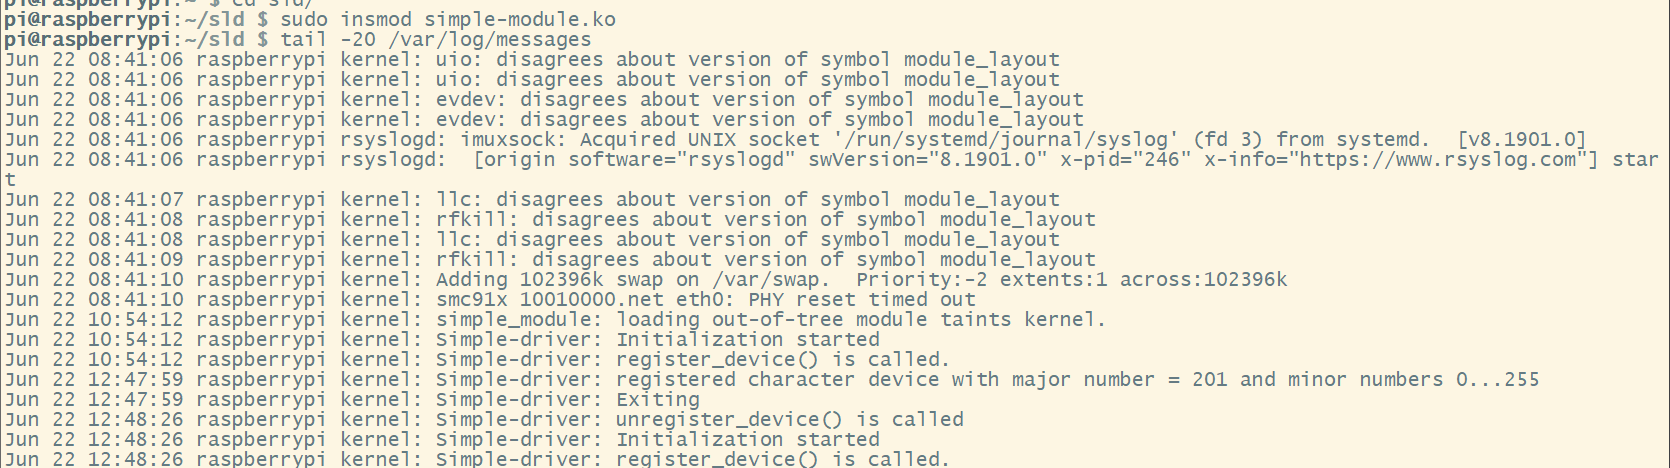 pi@raspberrypi:~ $ cd sld/
pi@raspberrypi:~/sld $ sudo insmod simple-module.ko
pi@raspberrypi:~/sld $ tail -20 /var/log/messages
Jun 22 08:41:06 raspberrypi kernel: uio: disagrees about version of symbol module_layout
Jun 22 08:41:06 raspberrypi kernel: uio: disagrees about version of symbol module_layout
Jun 22 08:41:06 raspberrypi kernel: evdev: disagrees about version of symbol module_layout
Jun 22 08:41:06 raspberrypi kernel: evdev: disagrees about version of symbol module_layout
Jun 22 08:41:06 raspberrypi rsyslogd: imuxsock: Acquired UNIX socket '/run/systemd/journal/syslog' (fd 3) from systemd.  [v8.1901.0]
Jun 22 08:41:06 raspberrypi rsyslogd:  [origin software="rsyslogd" swVersion="8.1901.0" x-pid="246" x-info="https://www.rsyslog.com"] star
t
Jun 22 08:41:07 raspberrypi kernel: llc: disagrees about version of symbol module_layout
Jun 22 08:41:08 raspberrypi kernel: rfkill: disagrees about version of symbol module_layout
Jun 22 08:41:08 raspberrypi kernel: llc: disagrees about version of symbol module_layout
Jun 22 08:41:09 raspberrypi kernel: rfkill: disagrees about version of symbol module_layout
Jun 22 08:41:10 raspberrypi kernel: Adding 102396k swap on /var/swap.  Priority:-2 extents:1 across:102396k
Jun 22 08:41:10 raspberrypi kernel: smc91x 10010000.net eth0: PHY reset timed out
Jun 22 10:54:12 raspberrypi kernel: simple_module: loading out-of-tree module taints kernel.
Jun 22 10:54:12 raspberrypi kernel: Simple-driver: Initialization started
Jun 22 10:54:12 raspberrypi kernel: Simple-driver: register_device() is called.
Jun 22 12:47:59 raspberrypi kernel: Simple-driver: registered character device with major number = 201 and minor numbers 0...255
Jun 22 12:47:59 raspberrypi kernel: Simple-driver: Exiting
Jun 22 12:48:26 raspberrypi kernel: Simple-driver: unregister_device() is called
Jun 22 12:48:26 raspberrypi kernel: Simple-driver: Initialization started
Jun 22 12:48:26 raspberrypi kernel: Simple-driver: register_device() is called.